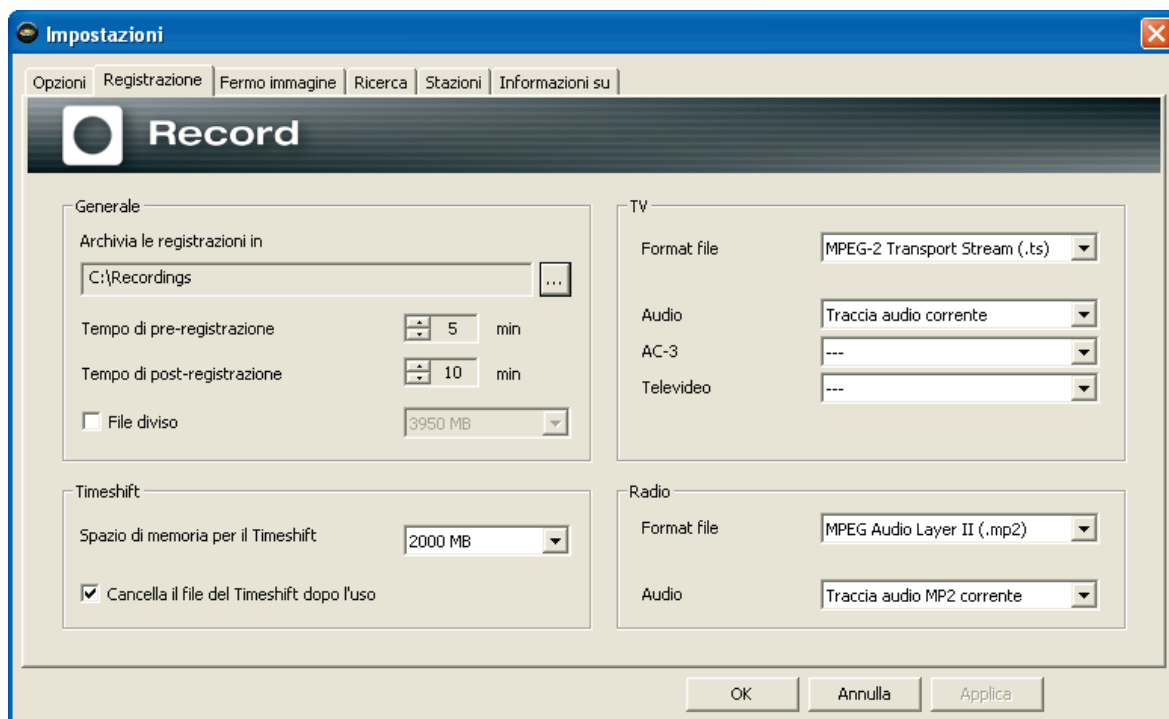 Impostazioni
Opzioni Registrazione Fermo immagine Ricerca Stazioni Informazioni su
Record
Generale
Archivia le registrazioni in
C:\Recordings ...
Tempo di pre-registrazione 5 min
Tempo di post-registrazione 10 min
File diviso 3950 MB
TV
Format file MPEG-2 Transport Stream (.ts)
Audio Traccia audio corrente
AC-3 ---
Televideo ---
Timeshift
Spazio di memoria per il Timeshift 2000 MB
Cancella il file del Timeshift dopo l'uso
Radio
Format file MPEG Audio Layer II (.mp2)
Audio Traccia audio MP2 corrente
OK Annulla Applica